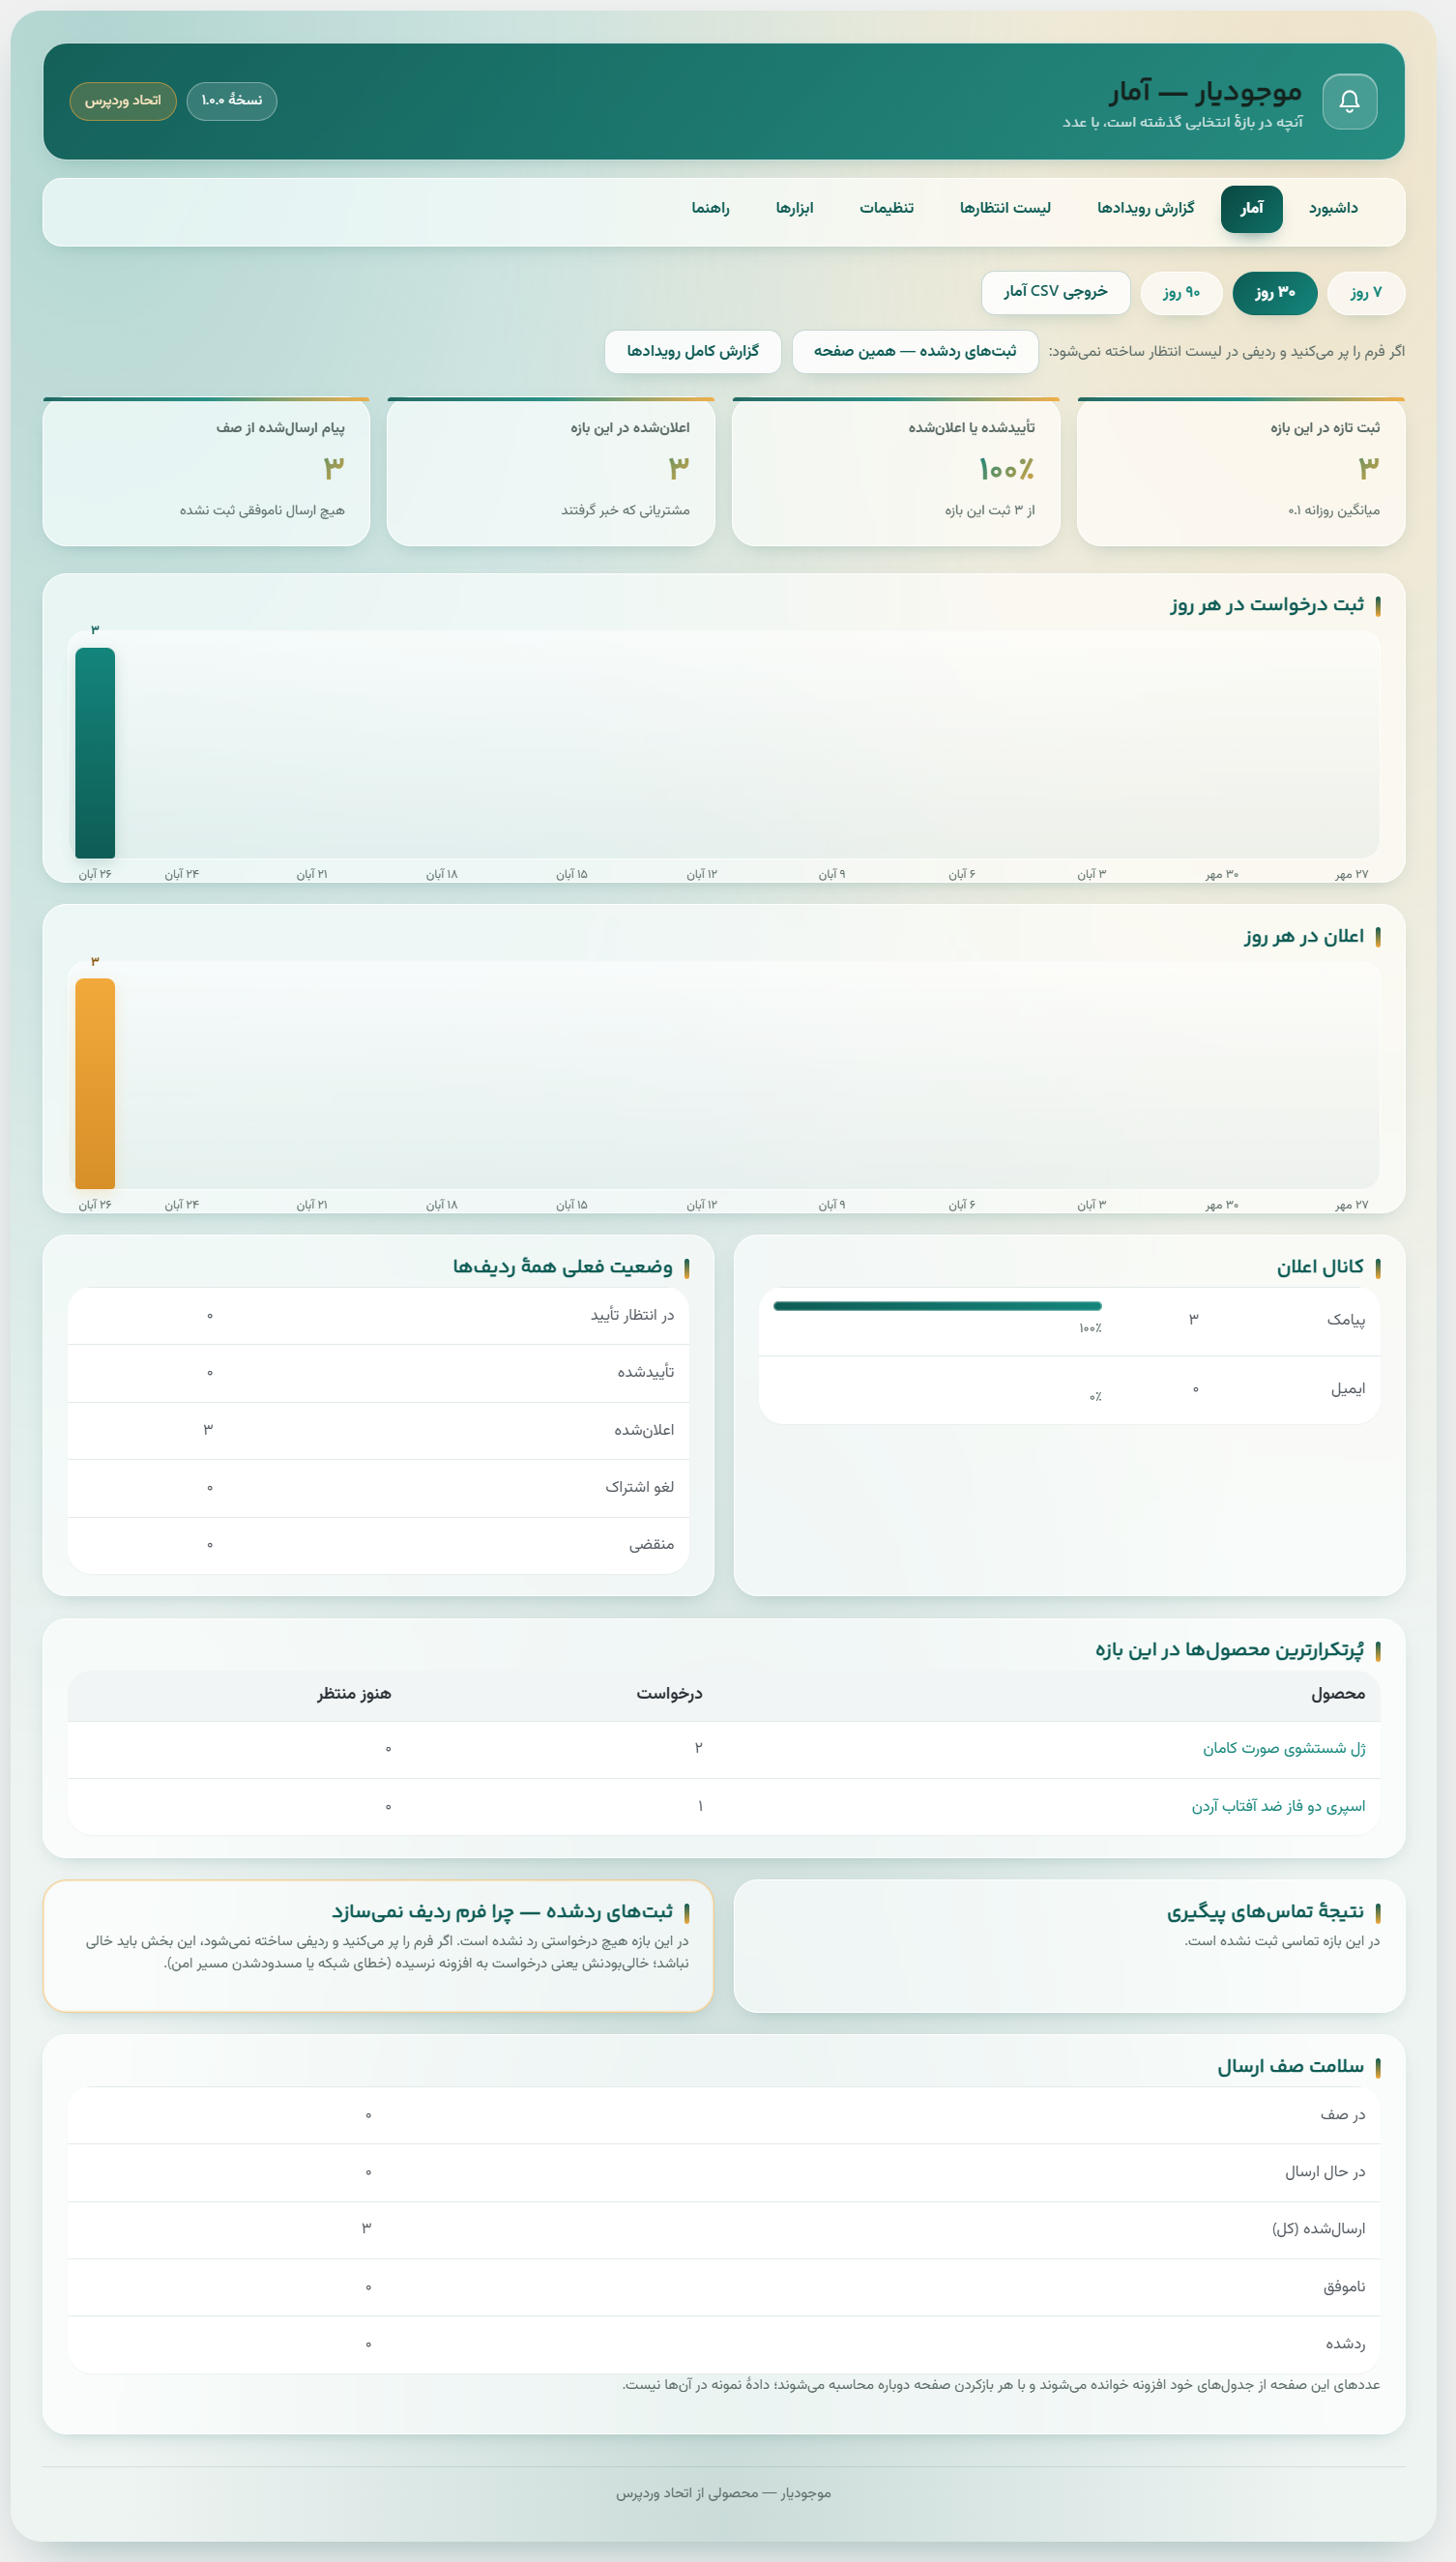 موجودیار — آمار
آنچه در بازهٔ انتخابی گذشته است، با عدد
نسخهٔ ۱.۰.۰
اتحاد وردپرس
داشبورد
آمار
گزارش رویدادها
لیست انتظارها
تنظیمات
ابزارها
راهنما
۷ روز
۳۰ روز
۹۰ روز
خروجی CSV آمار
اگر فرم را پر می‌کنید و ردیفی در لیست انتظار ساخته نمی‌شود:
ثبت‌های ردشده — همین صفحه
گزارش کامل رویدادها
ثبت تازه در این بازه
۳
میانگین روزانه ۰.۱
تأییدشده یا اعلان‌شده
۱۰۰٪
از ۳ ثبت این بازه
اعلان‌شده در این بازه
۳
مشتریانی که خبر گرفتند
پیام ارسال‌شده از صف
۳
هیچ ارسال ناموفقی ثبت نشده
ثبت درخواست در هر روز
۳
۲۷ مهر
۳۰ مهر
۳ آبان
۶ آبان
۹ آبان
۱۲ آبان
۱۵ آبان
۱۸ آبان
۲۱ آبان
۲۴ آبان
۲۶ آبان
اعلان در هر روز
۳
۲۷ مهر
۳۰ مهر
۳ آبان
۶ آبان
۹ آبان
۱۲ آبان
۱۵ آبان
۱۸ آبان
۲۱ آبان
۲۴ آبان
۲۶ آبان
کانال اعلان
پیامک ۳ ۱۰۰٪
ایمیل ۰ ۰٪
وضعیت فعلی همهٔ ردیف‌ها
در انتظار تأیید ۰
تأییدشده ۰
اعلان‌شده ۳
لغو اشتراک ۰
منقضی ۰
پُرتکرارترین محصول‌ها در این بازه
محصول درخواست هنوز منتظر
ژل شستشوی صورت کامان ۲ ۰
اسپری دو فاز ضد آفتاب آردن ۱ ۰
نتیجهٔ تماس‌های پیگیری
در این بازه تماسی ثبت نشده است.
ثبت‌های ردشده — چرا فرم ردیف نمی‌سازد
در این بازه هیچ درخواستی رد نشده است. اگر فرم را پر می‌کنید و ردیفی ساخته نمی‌شود، این بخش باید خالی
نباشد؛ خالی‌بودنش یعنی درخواست به افزونه نرسیده (خطای شبکه یا مسدودشدن مسیر امن).
سلامت صف ارسال
در صف ۰
در حال ارسال ۰
ارسال‌شده (کل) ۳
ناموفق ۰
ردشده ۰
عددهای این صفحه از جدول‌های خود افزونه خوانده می‌شوند و با هر بازکردن صفحه دوباره محاسبه می‌شوند؛ دادهٔ نمونه در آن‌ها نیست.
موجودیار — محصولی از اتحاد وردپرس